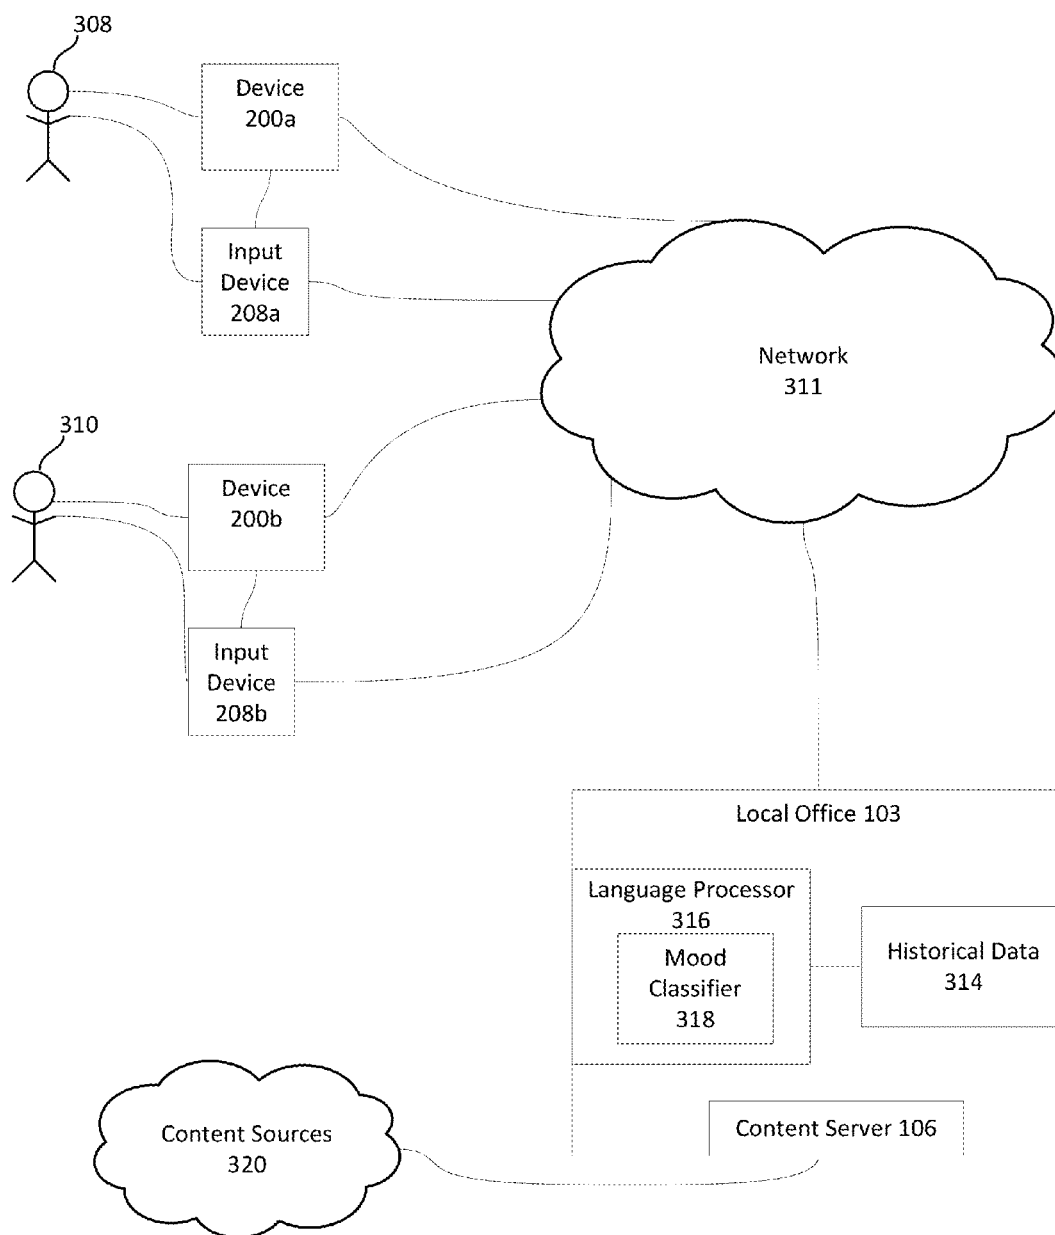 308
Device
200a
Input
Device
208a
Network
311
310
Device
200b
Input
Device
208b
Local Office 103
Language Processor
316
Mood
Classifier
318
Historical Data
314
Content Server 106
Content Sources
320